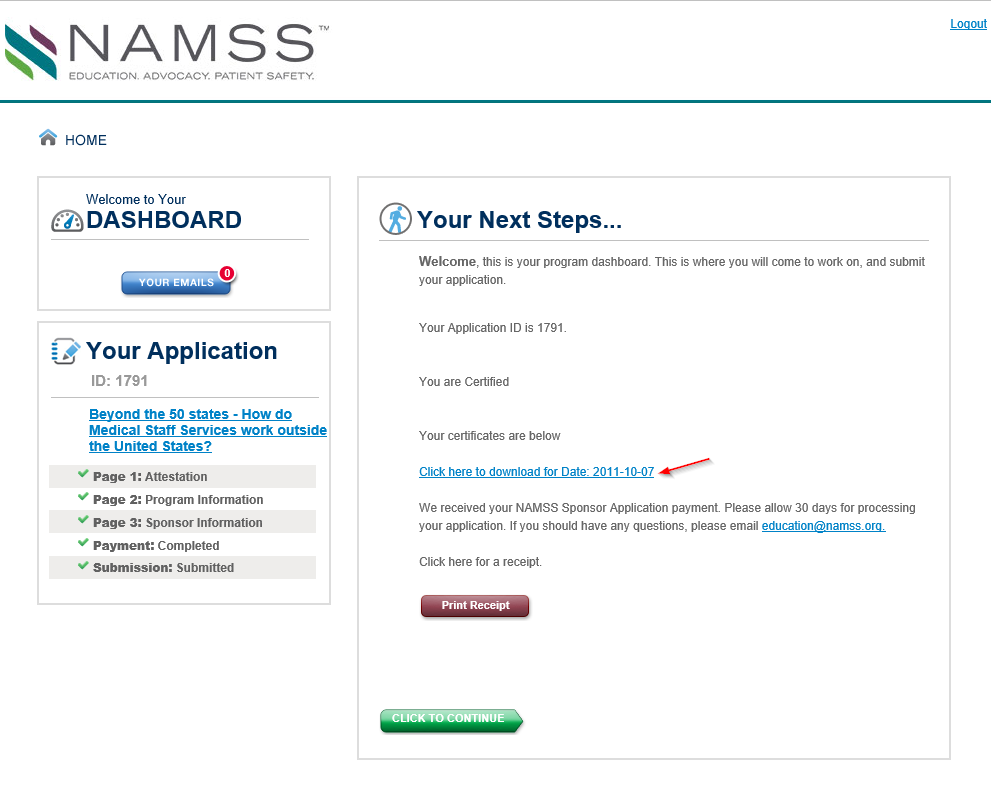 NAMSS™
EDUCATION. ADVOCACY. PATIENT SAFETY.
Logout
HOME
Welcome to Your
DASHBOARD
YOUR EMAILS
0
Your Application
ID: 1791
Beyond the 50 states - How do
Medical Staff Services work outside
the United States?
Page 1: Attestation
Page 2: Program Information
Page 3: Sponsor Information
Payment: Completed
Submission: Submitted
Your Next Steps...
Welcome, this is your program dashboard. This is where you will come to work on, and submit
your application.
Your Application ID is 1791.
You are Certified
Your certificates are below
Click here to download for Date: 2011-10-07
We received your NAMSS Sponsor Application payment. Please allow 30 days for processing
your application. If you should have any questions, please email education@namss.org.
Click here for a receipt.
Print Receipt
CLICK TO CONTINUE